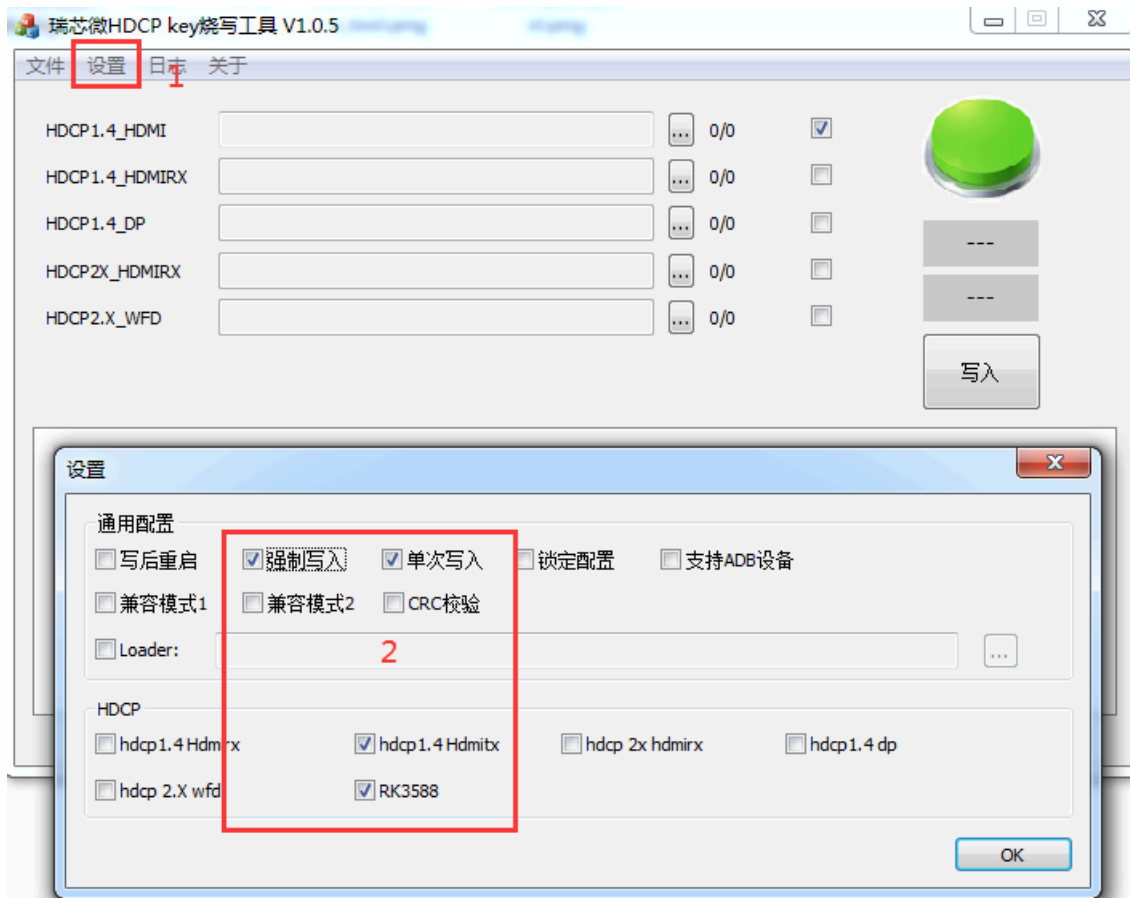 瑞芯微HDCP key烧写工具 V1.0.5
文件 设置 日志 关于
1
HDCP1.4_HDMI ... 0/0
HDCP1.4_HDMIRX ... 0/0
HDCP1.4_DP ... 0/0
---
HDCP2X_HDMIRX ... 0/0
---
HDCP2.X_WFD ... 0/0
写入
设置
通用配置
写后重启 强制写入 单次写入 锁定配置 支持ADB设备
兼容模式1 兼容模式2 CRC校验
Loader: 2 ...
HDCP
hdcp1.4 Hdmirx hdcp1.4 Hdmitx hdcp 2x hdmirx hdcp1.4 dp
hdcp 2.X wfd RK3588
OK